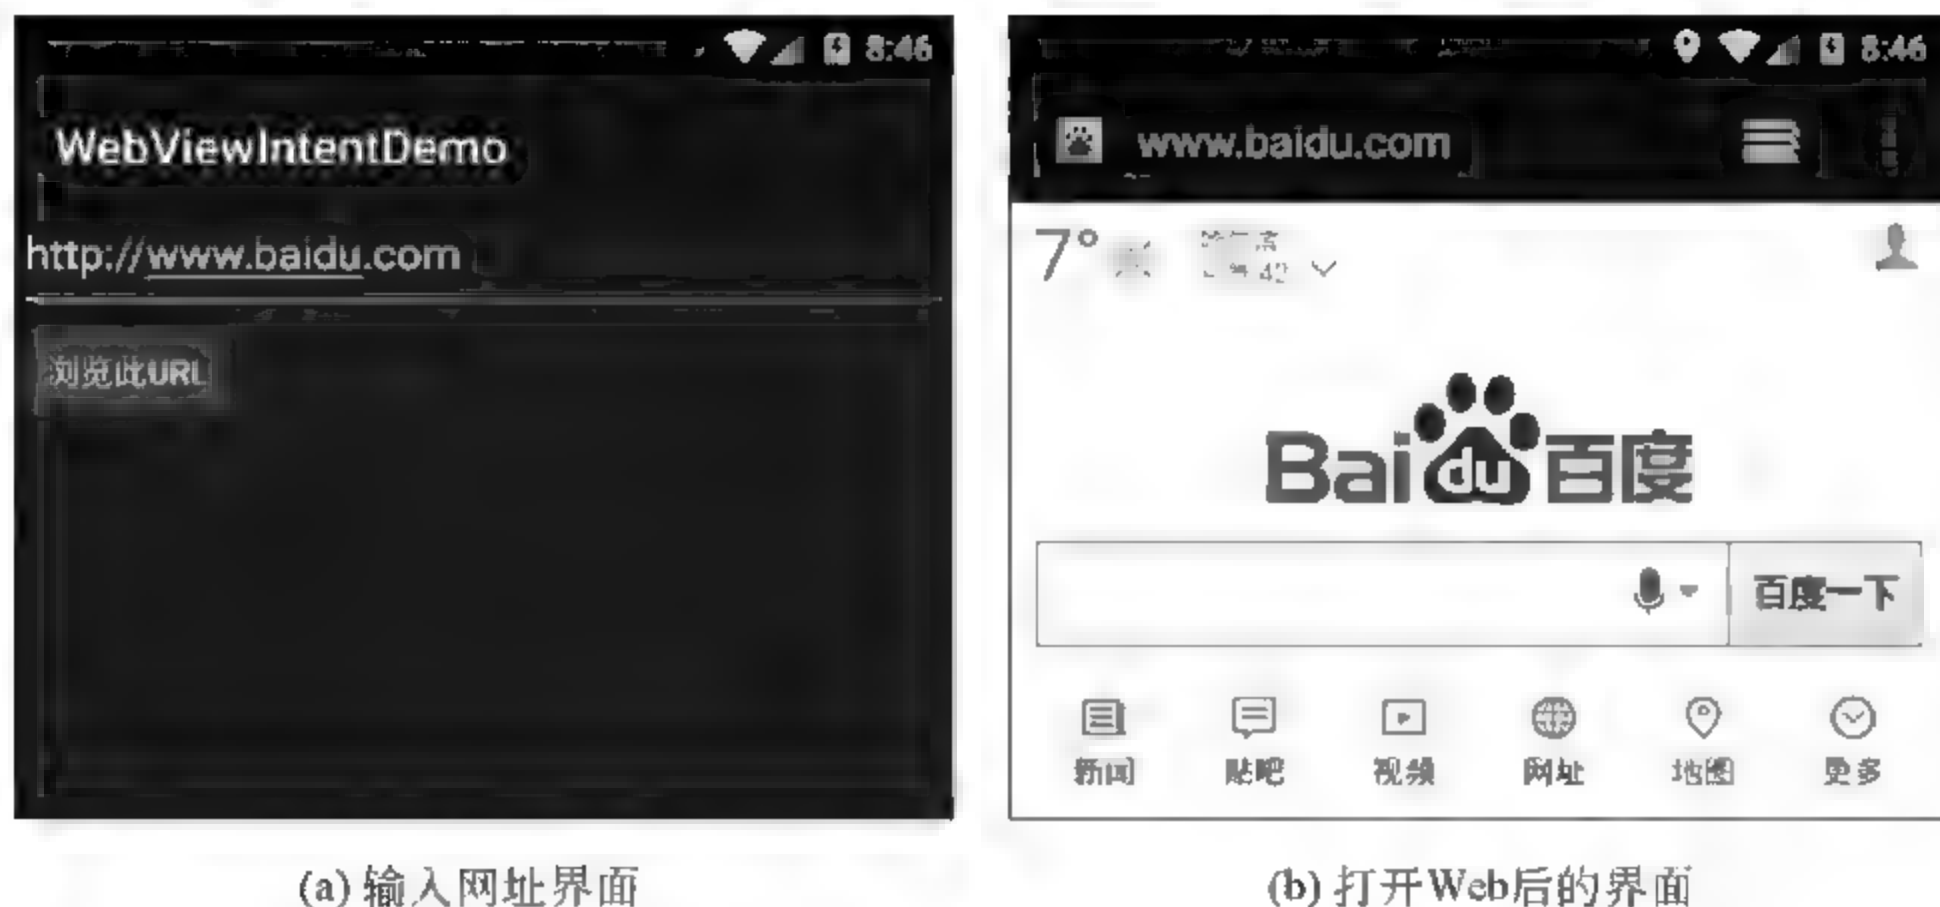 8:46
WebViewIntentDemo
http://www.baidu.com
浏览此URL
(a) 输入网址界面
8:46
www.baidu.com
7°
42
Bai du 百度
百度一下
新闻 贴吧 视频 网址 地图 更多
(b) 打开Web后的界面